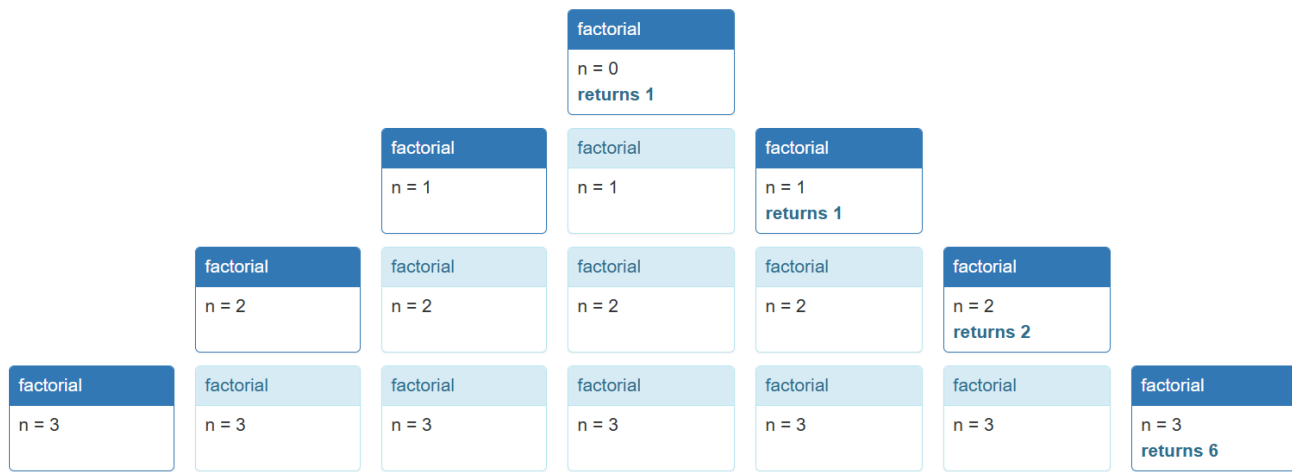 factorial
n = 0
returns 1
factorial
n = 1
factorial
n = 1
factorial
n = 1
returns 1
factorial
n = 2
factorial
n = 2
factorial
n = 2
factorial
n = 2
factorial
n = 2
returns 2
factorial
n = 3
factorial
n = 3
factorial
n = 3
factorial
n = 3
factorial
n = 3
factorial
n = 3
factorial
n = 3
returns 6